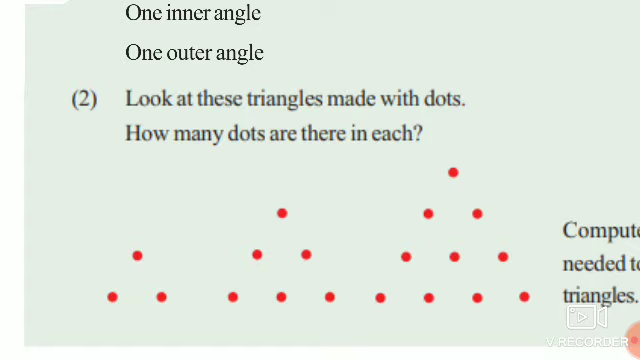 One inner angle
One outer angle
(2) Look at these triangles made with dots.
How many dots are there in each?
Compute
needed to
triangles.
V RECORDER